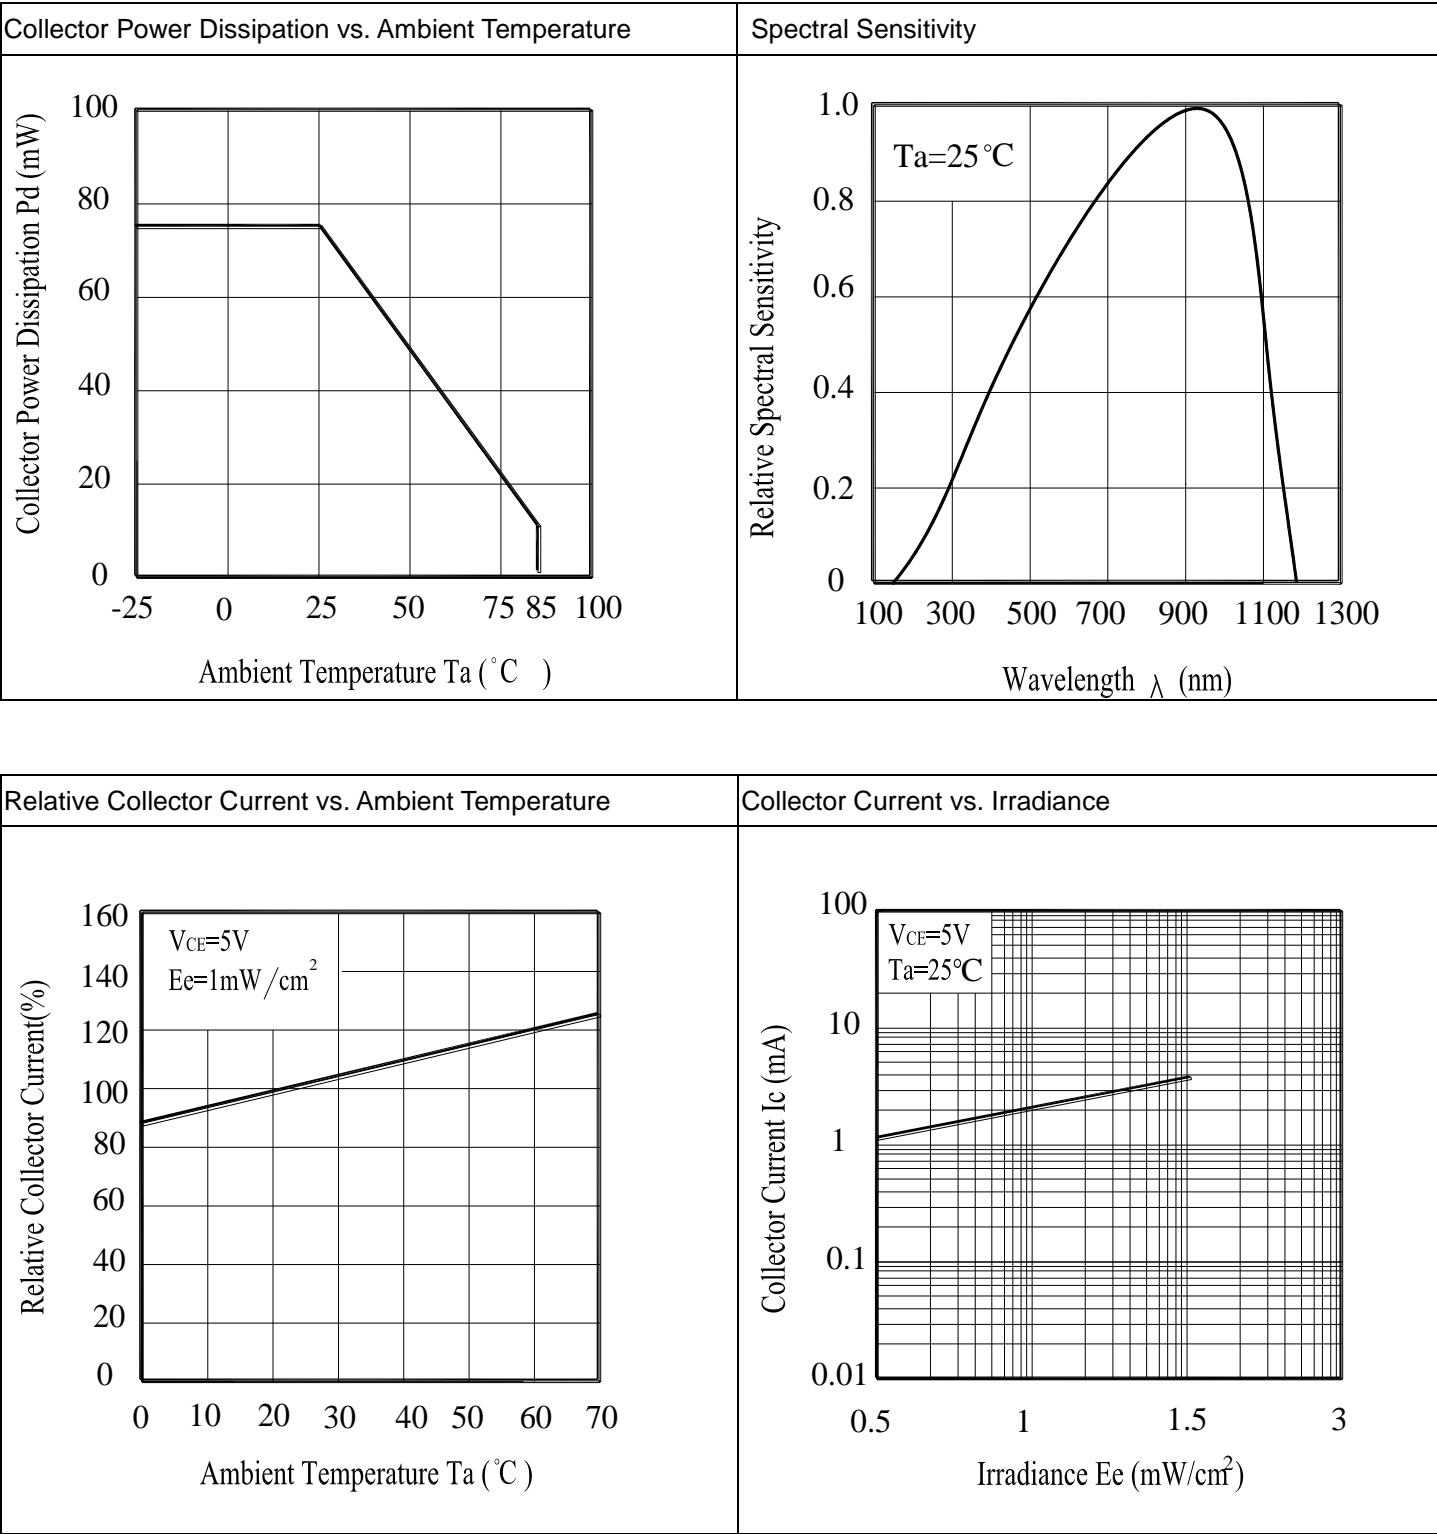 Collector Power Dissipation vs. Ambient Temperature
Collector Power Dissipation Pd (mW)
100
80
60
40
20
0
-25 0 25 50 75 85 100
Ambient Temperature Ta (°C )
Spectral Sensitivity
Relative Spectral Sensitivity
Ta=25°C
1.0
0.8
0.6
0.4
0.2
0
100 300 500 700 900 1100 1300
Wavelength λ (nm)
Relative Collector Current vs. Ambient Temperature
Relative Collector Current(%)
VCE=5V
Ee=1mW/cm²
160
140
120
100
80
60
40
20
0
0 10 20 30 40 50 60 70
Ambient Temperature Ta (°C )
Collector Current vs. Irradiance
Collector Current Ic (mA)
VCE=5V
Ta=25°C
100
10
1
0.1
0.01
0.5 1 1.5 3
Irradiance Ee (mW/cm²)